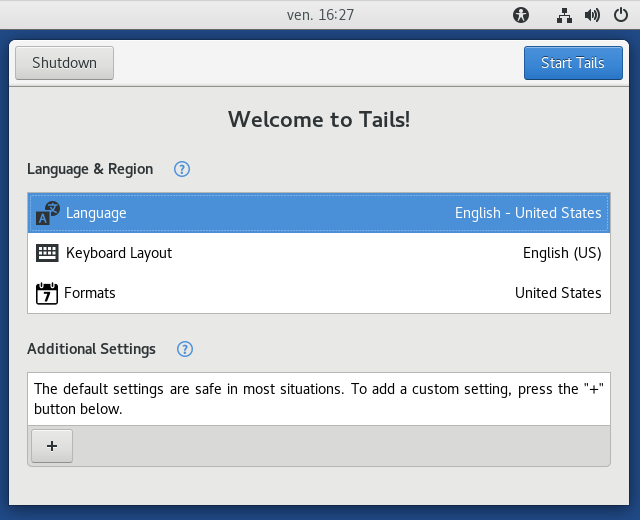 ven. 16:27
Shutdown
Start Tails
Welcome to Tails!
Language & Region ?
Language English - United States
Keyboard Layout English (US)
7 Formats United States
Additional Settings ?
The default settings are safe in most situations. To add a custom setting, press the "+"
button below.
+